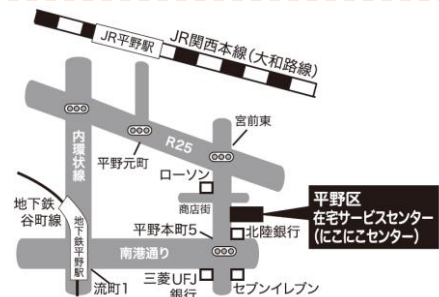 JR平野駅
JR関西本線(大和路線)
宮前東
内環状線
R25
平野元町
ローソン
商店街
地下鉄
谷町線
地下鉄平野駅
平野本町5
北陸銀行
平野区
在宅サービスセンター
(にこにこセンター)
南港通り
流町1
三菱UFJ
銀行
セブンイレブン